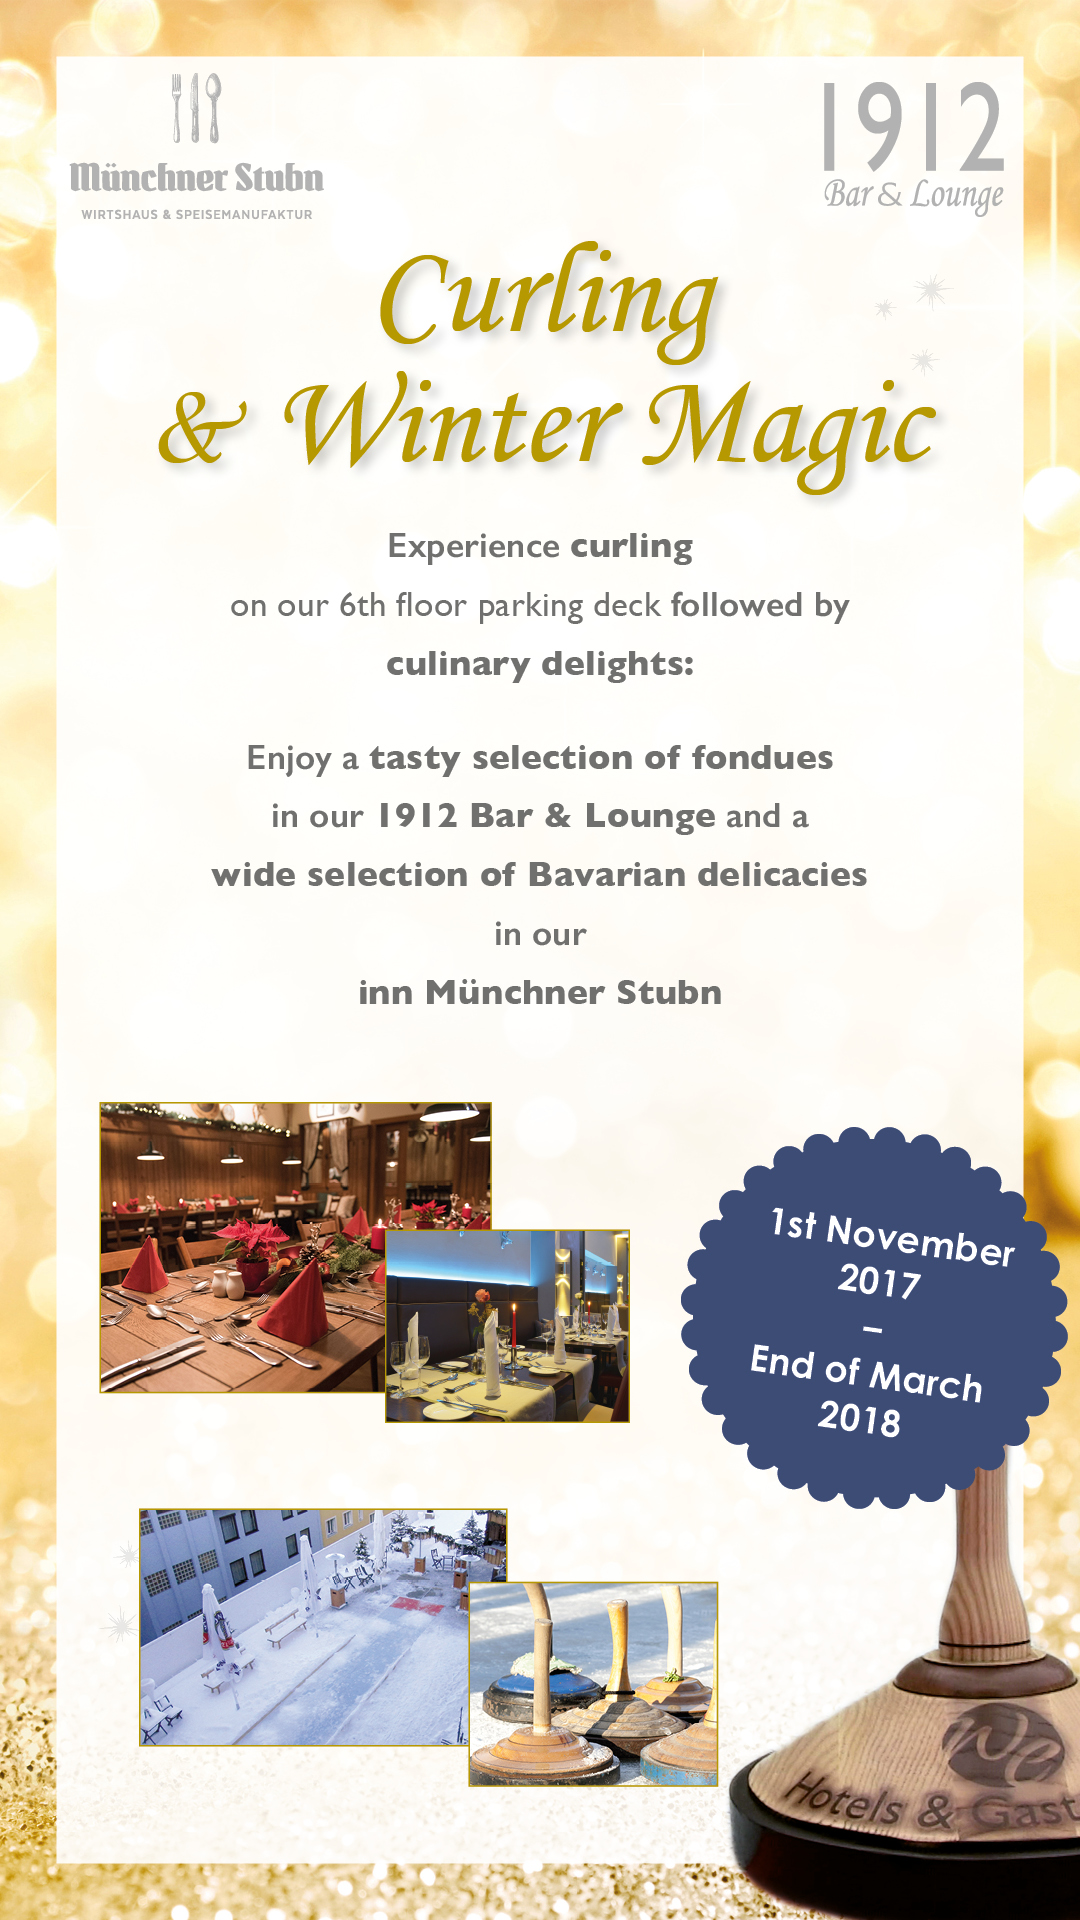 Münchner Stubn
WIRTSHAUS & SPEISEMANUFAKTUR
1912
Bar & Lounge
Curling
& Winter Magic
Experience curling
on our 6th floor parking deck followed by
culinary delights:
Enjoy a tasty selection of fondues
in our 1912 Bar & Lounge and a
wide selection of Bavarian delicacies
in our
inn Münchner Stubn
1st November
2017
–
End of March
2018
Hotels & Gast